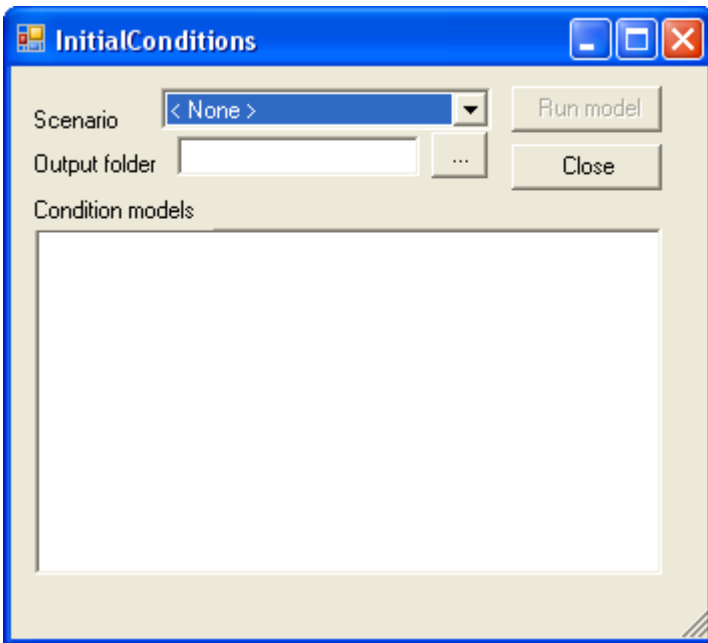 InitialConditions
Scenario
< None >
Run model
Output folder
...
Close
Condition models